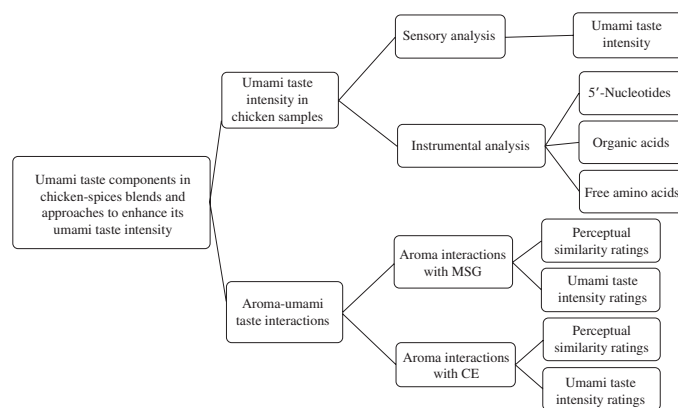 Umami taste components in
chicken-spices blends and
approaches to enhance its
umami taste intensity
Umami taste
intensity in
chicken samples
Sensory analysis
Umami taste
intensity
Instrumental analysis
5′-Nucleotides
Organic acids
Free amino acids
Aroma-umami
taste interactions
Aroma interactions
with MSG
Perceptual
similarity ratings
Umami taste
intensity ratings
Aroma interactions
with CE
Perceptual
similarity ratings
Umami taste
intensity ratings